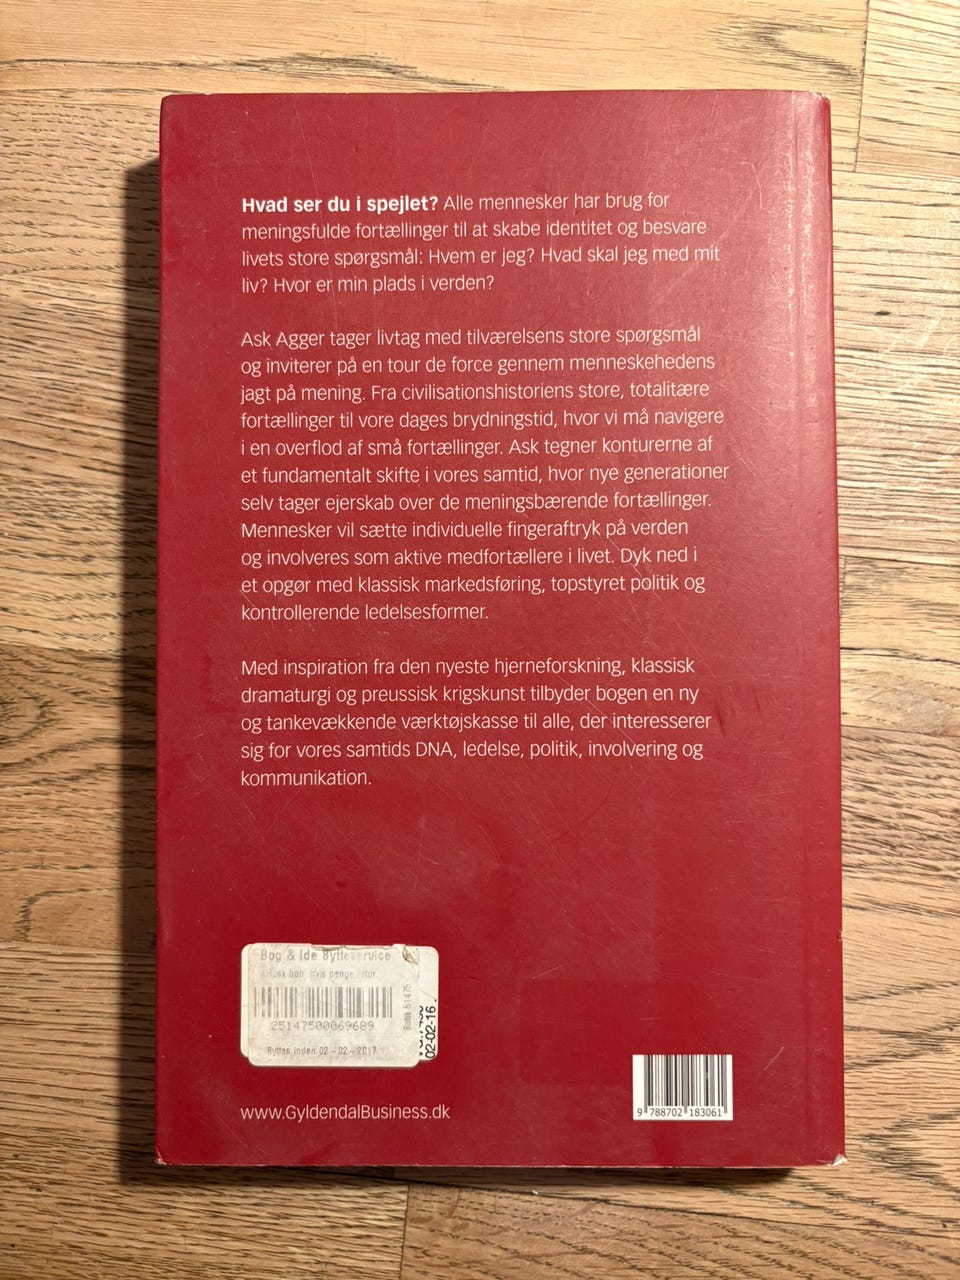 Hvad ser du i spejlet? Alle mennesker har brug for
meningsfulde fortællinger til at skabe identitet og besvare
livets store spørgsmål: Hvem er jeg? Hvad skal jeg med mit
liv? Hvor er min plads i verden?
Ask Agger tager livtag med tilværelsens store spørgsmål
og inviterer på en tour de force gennem menneskehedens
jagt på mening. Fra civilisationshistoriens store, totalitære
fortællinger til vore dages brydningstid, hvor vi må navigere
i en overflod af små fortællinger. Ask tegner konturerne af
et fundamentalt skifte i vores samtid, hvor nye generationer
selv tager ejerskab over de meningsbærende fortællinger.
Mennesker vil sætte individuelle fingeraftryk på verden
og involveres som aktive medfortællere i livet. Dyk ned i
et opgør med klassisk markedsføring, topstyret politik og
kontrollerende ledelsesformer.
Med inspiration fra den nyeste hjerneforskning, klassisk
dramaturgi og preussisk krigskunst tilbyder bogen en ny
og tankevækkende værktøjskasse til alle, der interesserer
sig for vores samtids DNA, ledelse, politik, involvering og
kommunikation.
Bog & Ide Bytteservice
Husk bon, hvis penge retur
25147500069689
Byttes inden 02-02-2017
Butik 51475
02-02-16.
www.GyldendalBusiness.dk
9 788702 183061